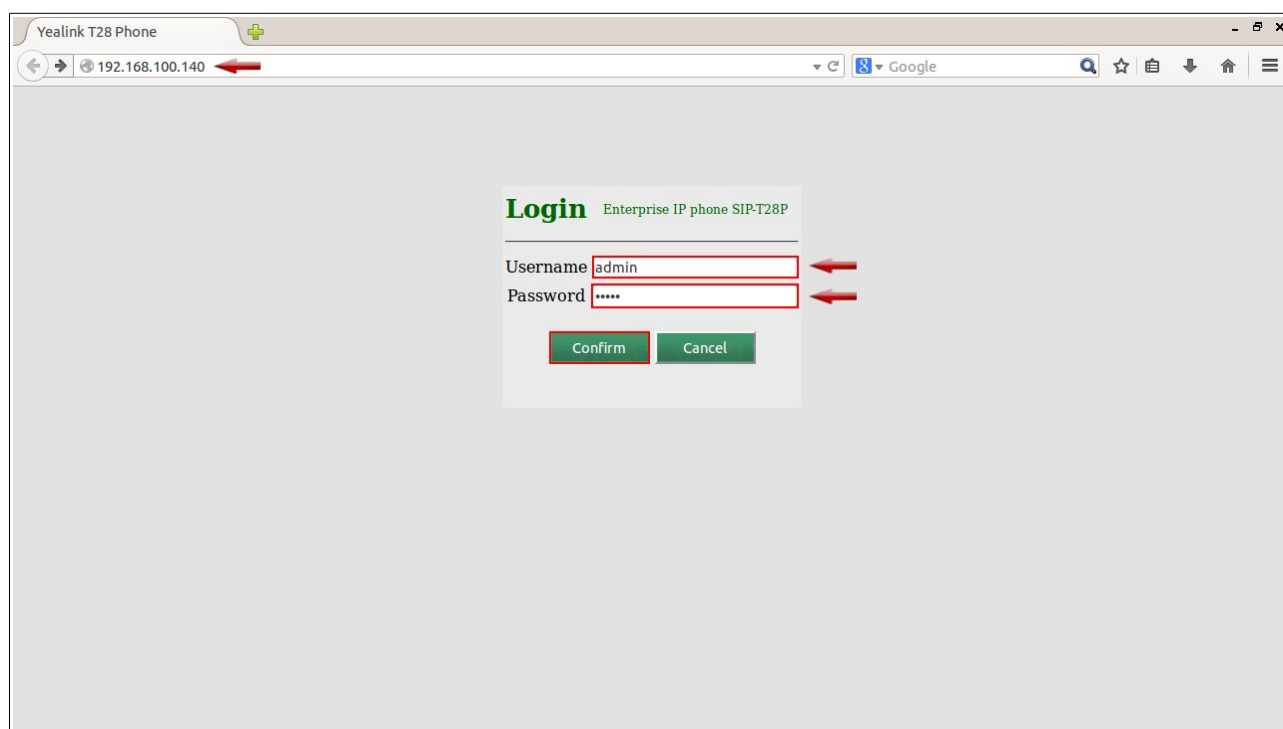 Yealink T28 Phone
192.168.100.140
8 Google
Login Enterprise IP phone SIP-T28P
Username admin
Password •••••
Confirm Cancel